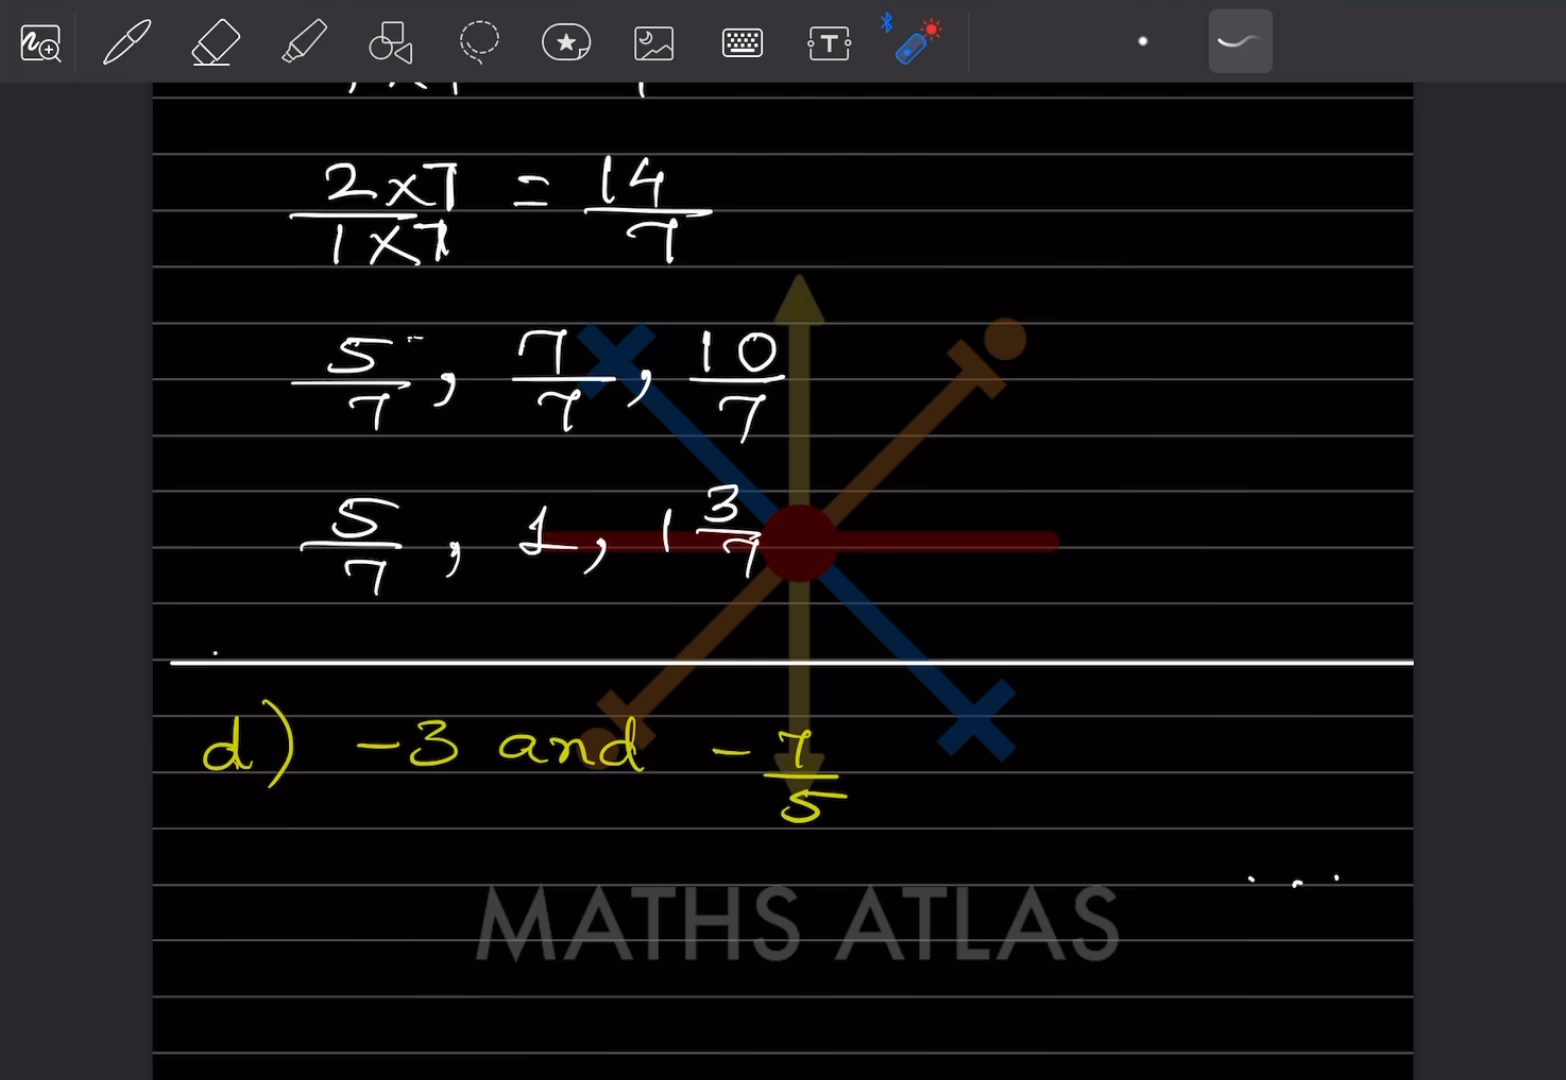 2×7 = 14
1×7 7
5/7, 7/7, 10/7
5/7, 1, 1 3/7
d) -3 and -7/5
MATHS ATLAS